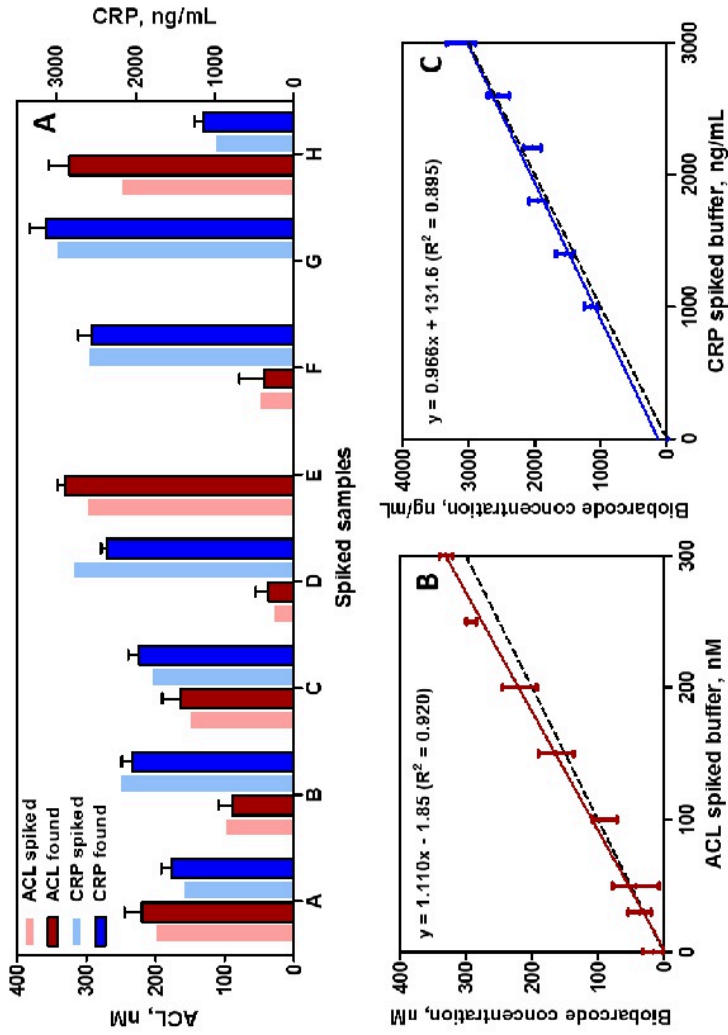 A
ACL spiked
ACL found
CRP spiked
CRP found
ACL, nM
400
300
200
100
0
CRP, ng/mL
3000
2000
1000
0
A B C D E F G H
Spiked samples
B
y = 1.110x - 1.85 (R² = 0.920)
Biobarcode concentration, nM
400
300
200
100
0
0 100 200 300
ACL spiked buffer, nM
C
y = 0.966x + 131.6 (R² = 0.895)
Biobarcode concentration, ng/mL
4000
3000
2000
1000
0
0 1000 2000 3000
CRP spiked buffer, ng/mL